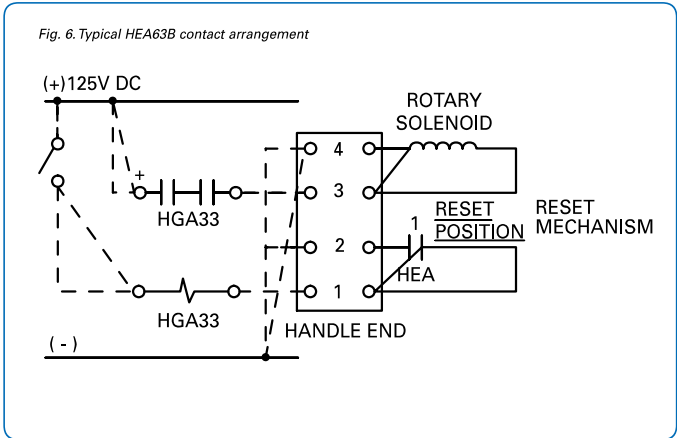 Fig. 6. Typical HEA63B contact arrangement
(+)125V DC
ROTARY
SOLENOID
4
+
3
HGA33
1
RESET
POSITION
RESET
MECHANISM
2
HEA
1
HGA33
HANDLE END
( - )